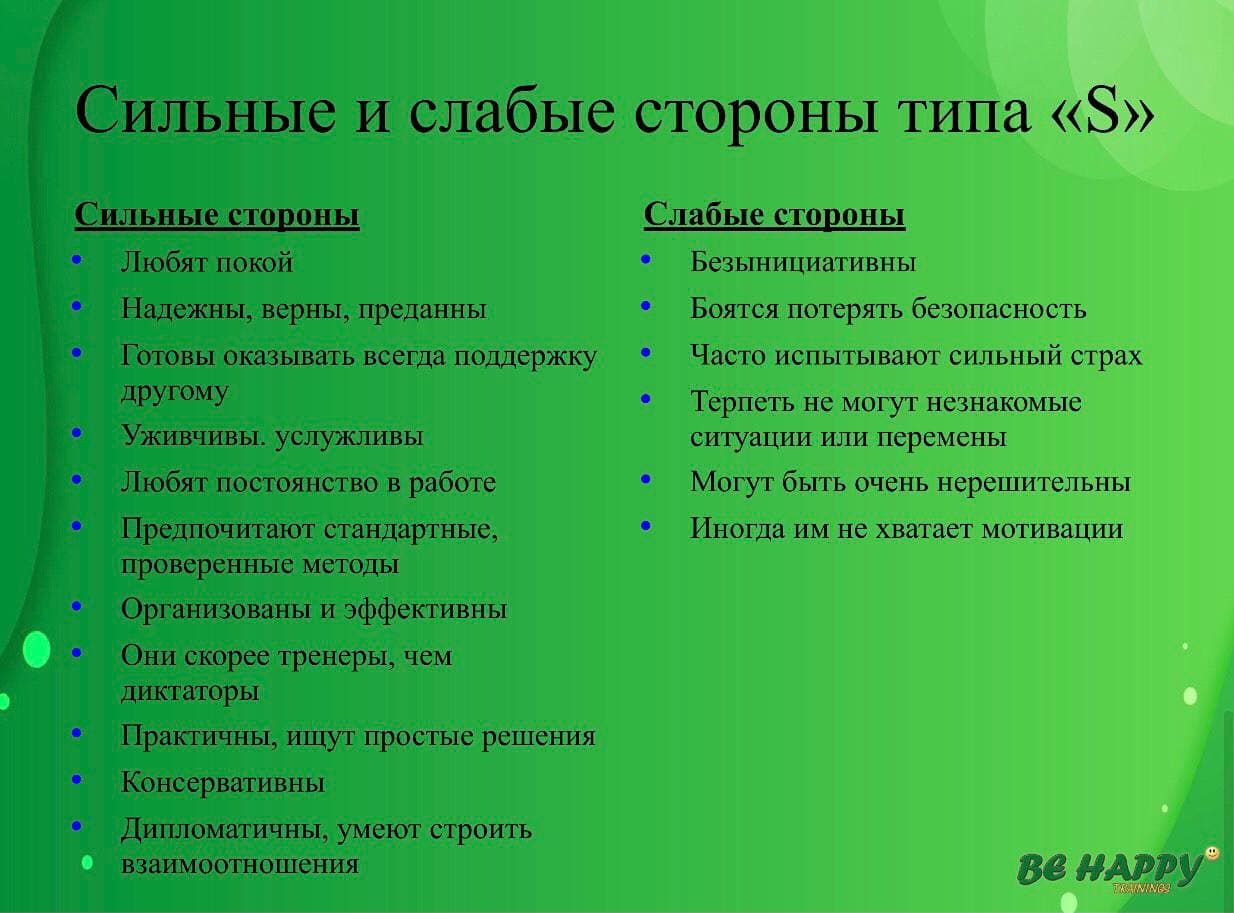 Сильные и слабые стороны типа «S»
Сильные стороны
Любят покой
Надежны, верны, преданны
Готовы оказывать всегда поддержку
другому
Уживчивы. услужливы
Любят постоянство в работе
Предпочитают стандартные,
проверенные методы
Организованы и эффективны
Они скорее тренеры, чем
диктаторы
Практичны, ищут простые решения
Консервативны
Дипломатичны, умеют строить
взаимоотношения
Слабые стороны
Безынициативны
Боятся потерять безопасность
Часто испытывают сильный страх
Терпеть не могут незнакомые
ситуации или перемены
Могут быть очень нерешительны
Иногда им не хватает мотивации
BE HAPPY
TRAININGS